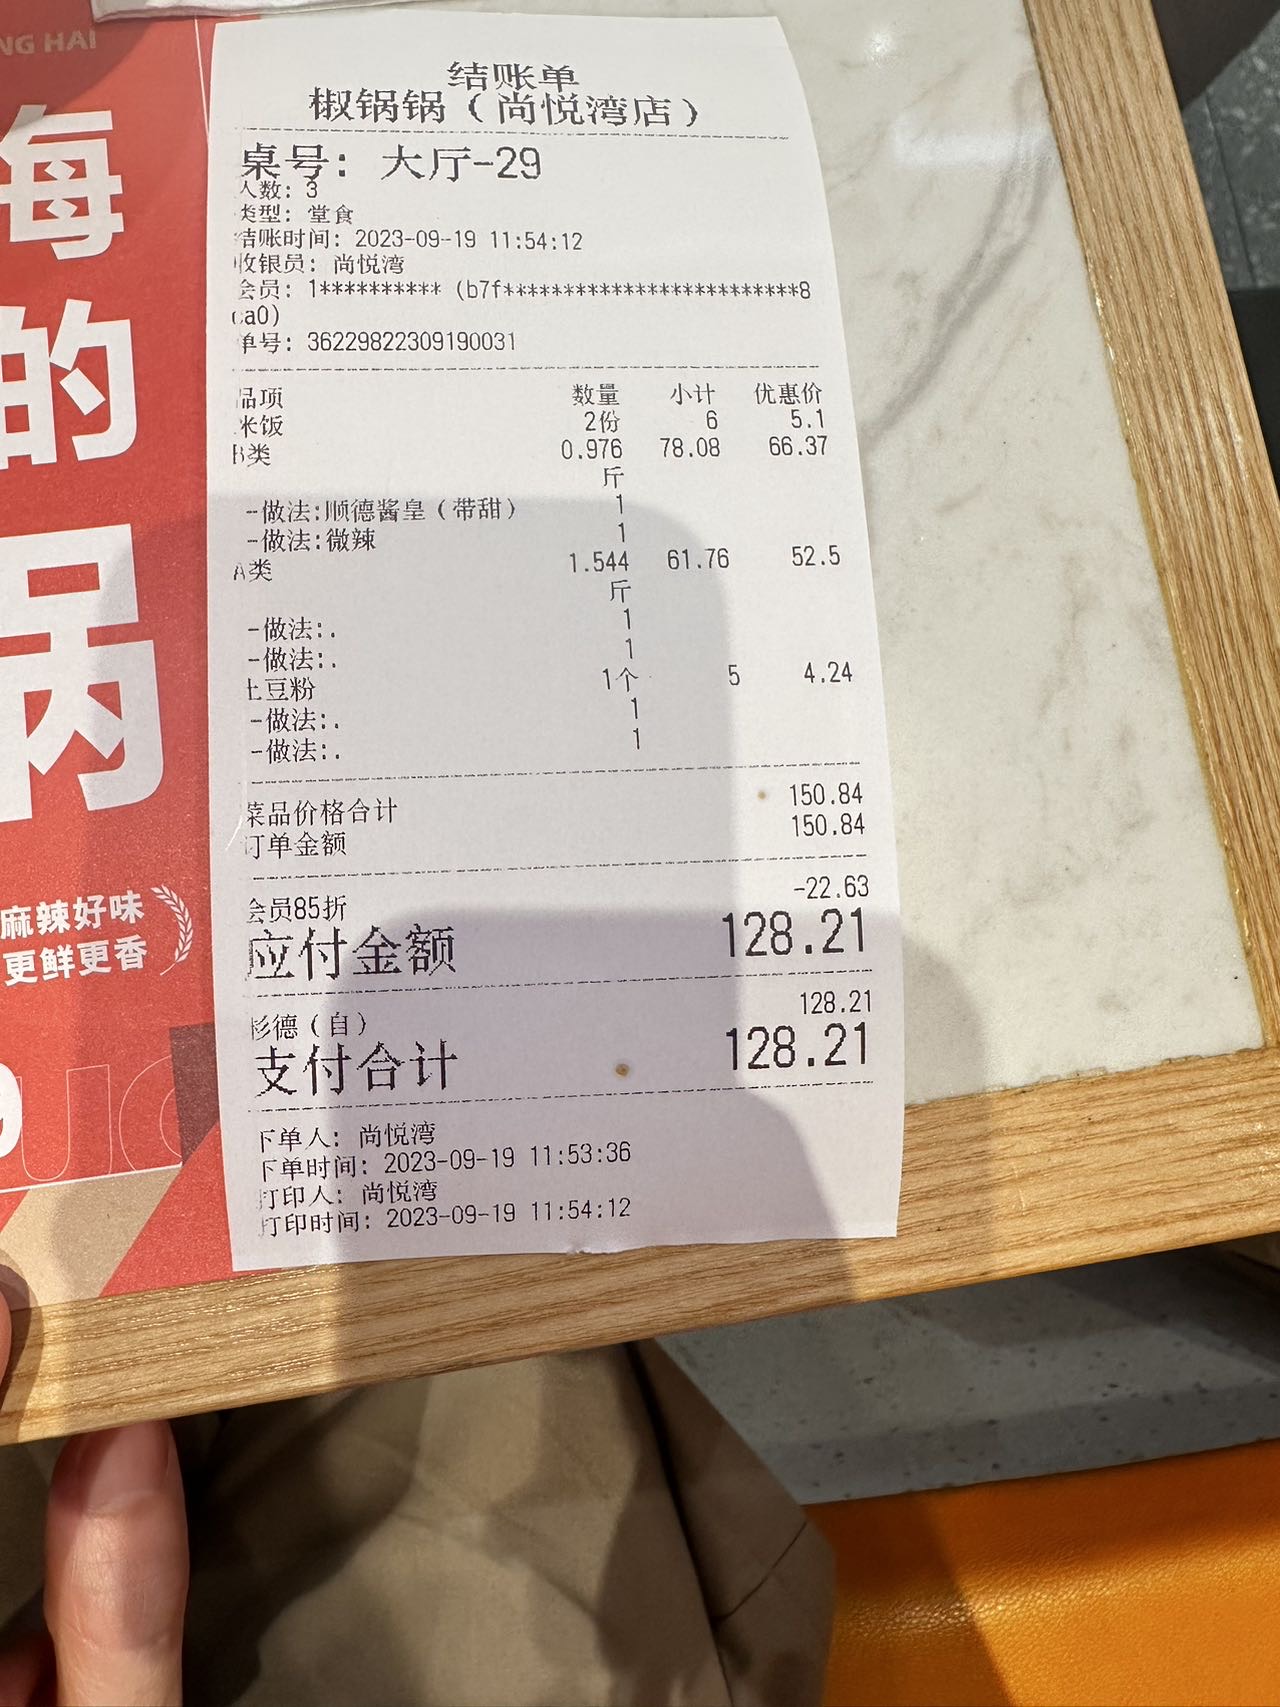 NG HAI
海
的
锅
麻辣好味
更鲜更香
结账单
椒锅锅（尚悦湾店）
桌号： 大厅-29
人数: 3
类型: 堂食
结账时间: 2023-09-19 11:54:12
收银员: 尚悦湾
会员: 1********** (b7f*************************8
ca0)
单号: 36229822309190031
品项 数量 小计 优惠价
米饭 2份 6 5.1
B类 0.976 78.08 66.37
斤
-做法:顺德酱皇（带甜） 1
-做法:微辣 1
A类 1.544 61.76 52.5
斤
-做法:. 1
-做法:. 1
土豆粉 1个 5 4.24
-做法:. 1
-做法:. 1
菜品价格合计 150.84
订单金额 150.84
会员85折 -22.63
应付金额 128.21
杉德（自） 128.21
支付合计 128.21
下单人: 尚悦湾
下单时间: 2023-09-19 11:53:36
打印人: 尚悦湾
打印时间: 2023-09-19 11:54:12